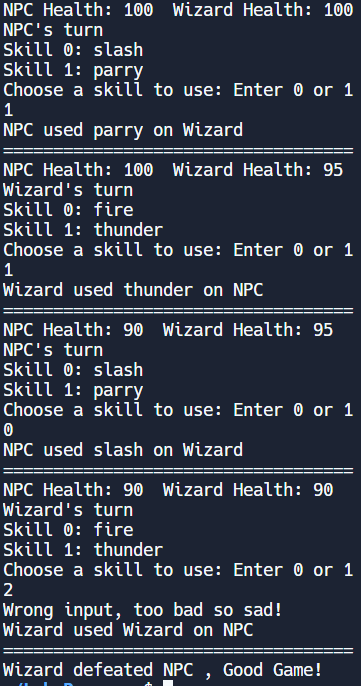 NPC Health: 100  Wizard Health: 100
NPC's turn
Skill 0: slash
Skill 1: parry
Choose a skill to use: Enter 0 or 1
1
NPC used parry on Wizard
===================================
NPC Health: 100  Wizard Health: 95
Wizard's turn
Skill 0: fire
Skill 1: thunder
Choose a skill to use: Enter 0 or 1
1
Wizard used thunder on NPC
===================================
NPC Health: 90  Wizard Health: 95
NPC's turn
Skill 0: slash
Skill 1: parry
Choose a skill to use: Enter 0 or 1
0
NPC used slash on Wizard
===================================
NPC Health: 90  Wizard Health: 90
Wizard's turn
Skill 0: fire
Skill 1: thunder
Choose a skill to use: Enter 0 or 1
2
Wrong input, too bad so sad!
Wizard used Wizard on NPC
===================================
Wizard defeated NPC , Good Game!